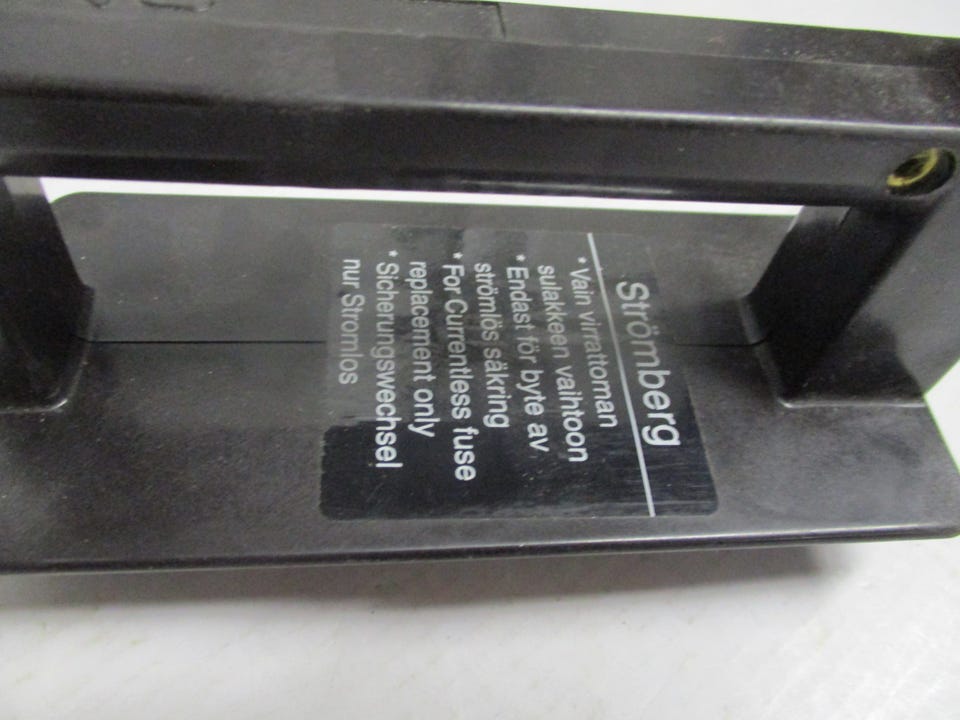 Strömberg
* Vain virrattoman
sulakkeen vaihtoon
* Endast för byte av
strömlös säkring
* For Currentless fuse
replacement only
* Sicherungswechsel
nur Stromlos